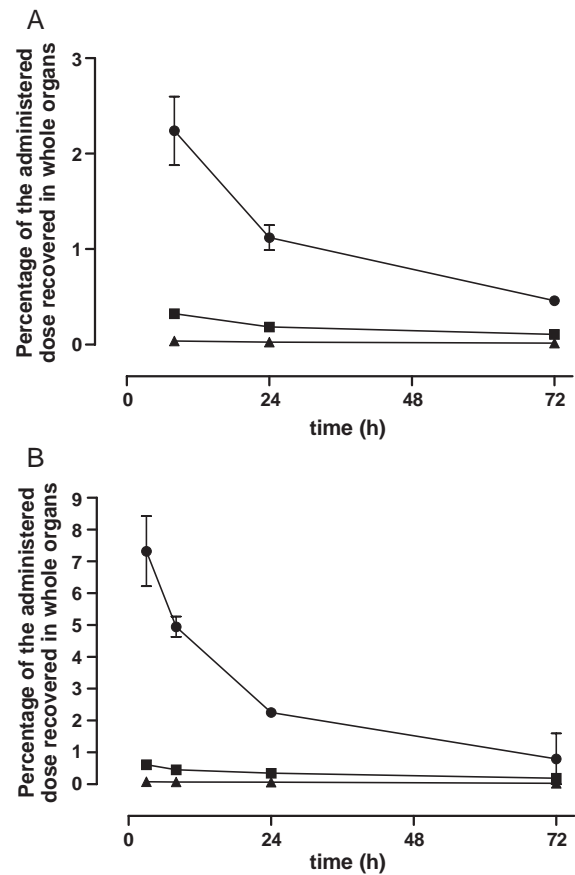 A
Percentage of the administered
dose recovered in whole organs
3
2
1
0
0 24 48 72
time (h)
B
Percentage of the administered
dose recovered in whole organs
9
8
7
6
5
4
3
2
1
0
0 24 48 72
time (h)